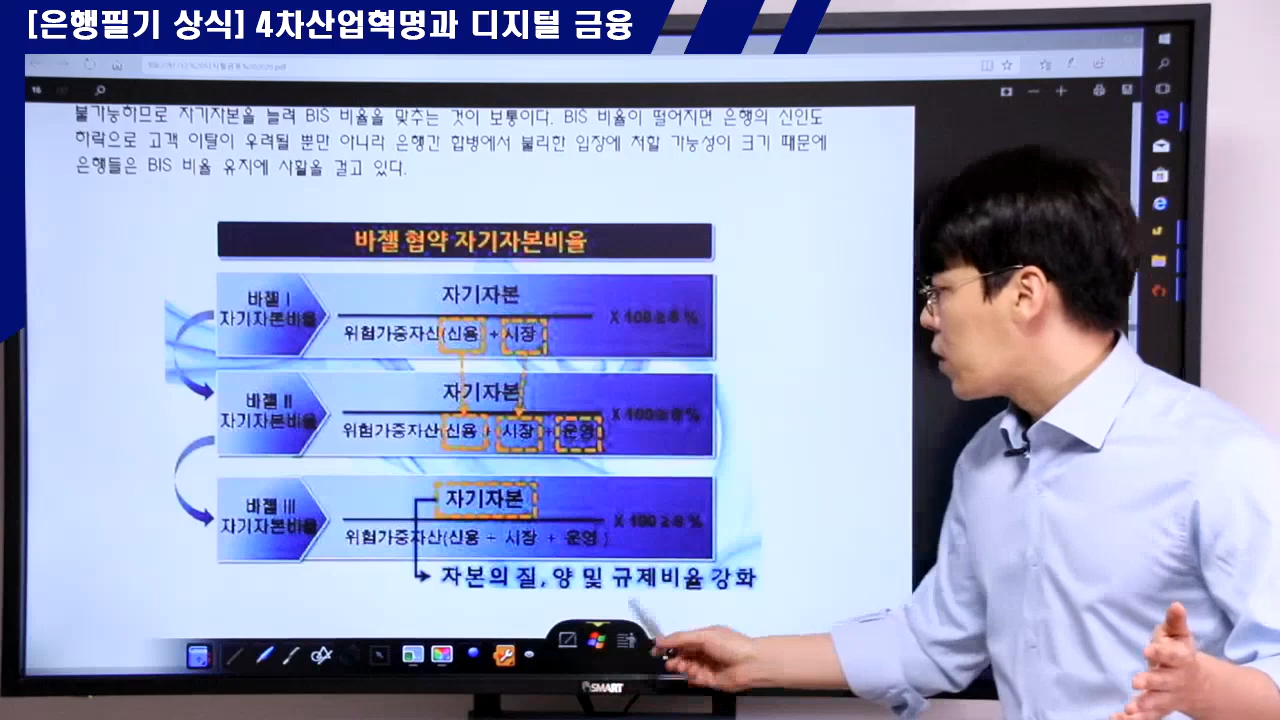 [은행필기 상식] 4차산업혁명과 디지털 금융
16
불가능하므로 자기자본을 늘려 BIS 비율을 맞추는 것이 보통이다. BIS 비율이 떨어지면 은행의 신인도
하락으로 고객 이탈이 우려될 뿐만 아니라 은행간 합병에서 불리한 입장에 처할 가능성이 크기 때문에
은행들은 BIS 비율 유지에 사활을 걸고 있다.
바젤 협약 자기자본비율
바젤 I
자기자본비율
자기자본
위험가중자산(신용 + 시장
X 100 ≥ 8 %
바젤 II
자기자본비율
자기자본
위험가중자산(신용 + 시장 + 운영
X 100 ≥ 8 %
바젤 III
자기자본비율
자기자본
위험가중자산(신용 + 시장 + 운영 )
X 100 ≥ 8 %
자본의 질, 양 및 규제비율 강화
SMART